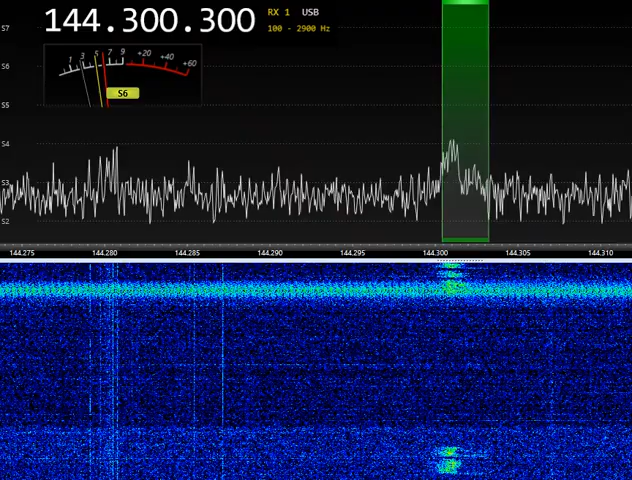 144.300.300
RX 1 USB
100 - 2900 Hz
1 3 5 7 9 +20 +40 +60
S6
S7
S6
S5
S4
S3
S2
144.275 144.280 144.285 144.290 144.295 144.300 144.305 144.310